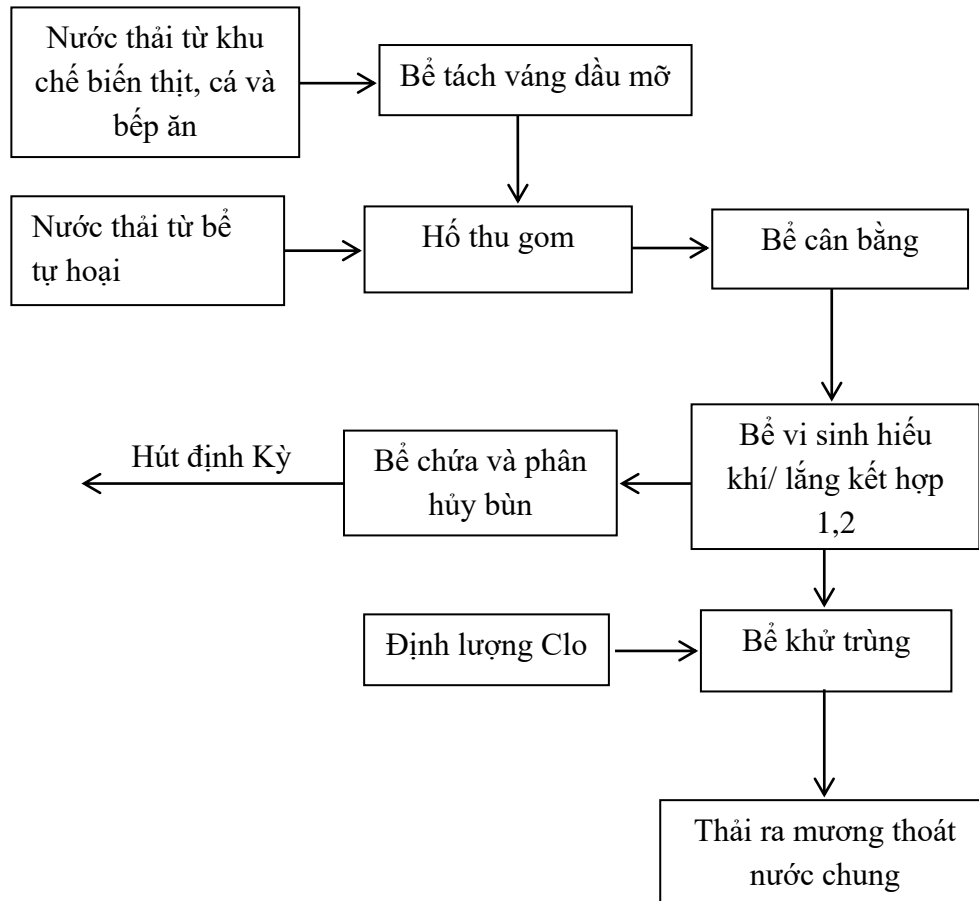 Nước thải từ khu
chế biến thịt, cá và
bếp ăn
Bể tách váng dầu mỡ
Nước thải từ bể
tự hoại
Hố thu gom
Bể cân bằng
Bể vi sinh hiếu
khí/ lắng kết hợp
1,2
Bể chứa và phân
hủy bùn
Hút định Kỳ
Định lượng Clo
Bể khử trùng
Thải ra mương thoát
nước chung